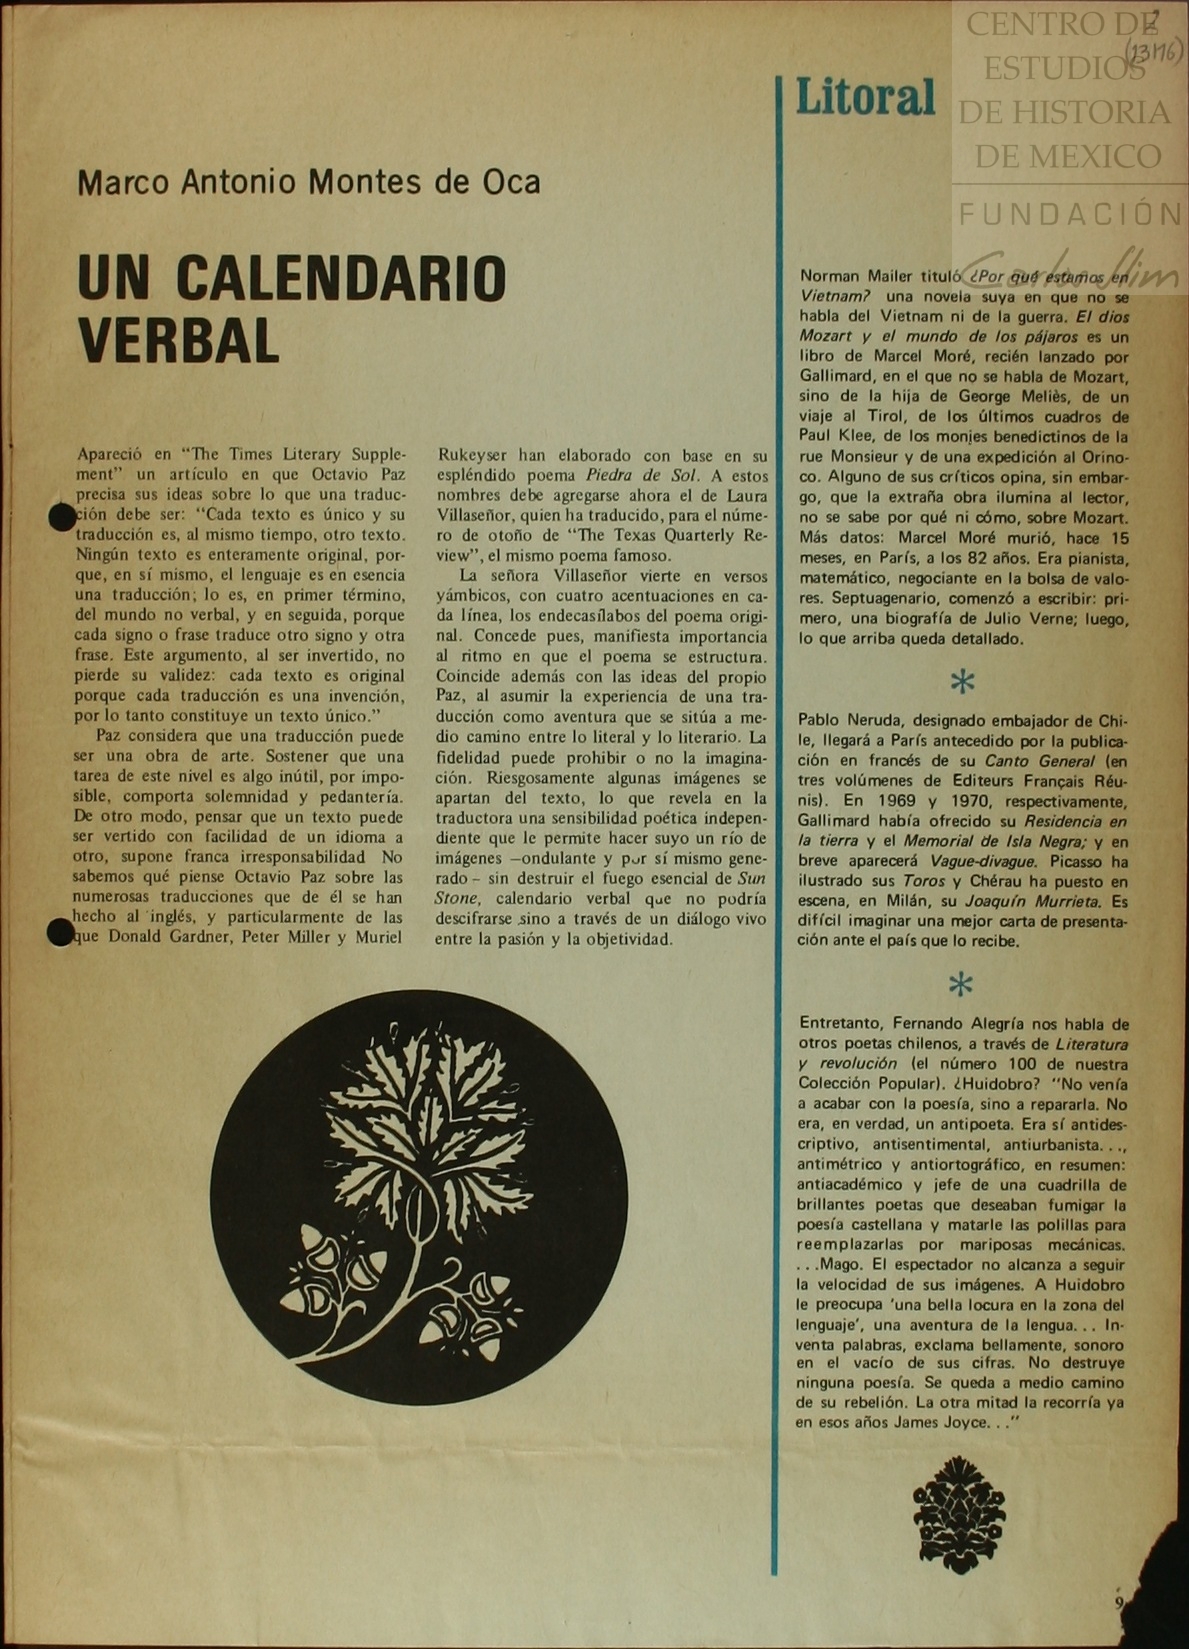 CENTRO DE
ESTUDIOS
DE HISTORIA
DE MEXICO
FUNDACIÓN
Carlos Slim
2
(13476)
Marco Antonio Montes de Oca
UN CALENDARIO
VERBAL
Apareció en “The Times Literary Supple-
ment” un artículo en que Octavio Paz
precisa sus ideas sobre lo que una traduc-
ción debe ser: “Cada texto es único y su
traducción es, al mismo tiempo, otro texto.
Ningún texto es enteramente original, por-
que, en sí mismo, el lenguaje es en esencia
una traducción; lo es, en primer término,
del mundo no verbal, y en seguida, porque
cada signo o frase traduce otro signo y otra
frase. Este argumento, al ser invertido, no
pierde su validez: cada texto es original
porque cada traducción es una invención,
por lo tanto constituye un texto único.”
Paz considera que una traducción puede
ser una obra de arte. Sostener que una
tarea de este nivel es algo inútil, por impo-
sible, comporta solemnidad y pedantería.
De otro modo, pensar que un texto puede
ser vertido con facilidad de un idioma a
otro, supone franca irresponsabilidad No
sabemos qué piense Octavio Paz sobre las
numerosas traducciones que de él se han
hecho al inglés, y particularmente de las
que Donald Gardner, Peter Miller y Muriel
Rukeyser han elaborado con base en su
espléndido poema Piedra de Sol. A estos
nombres debe agregarse ahora el de Laura
Villaseñor, quien ha traducido, para el núme-
ro de otoño de “The Texas Quarterly Re-
view”, el mismo poema famoso.
La señora Villaseñor vierte en versos
yámbicos, con cuatro acentuaciones en ca-
da línea, los endecasílabos del poema origi-
nal. Concede pues, manifiesta importancia
al ritmo en que el poema se estructura.
Coincide además con las ideas del propio
Paz, al asumir la experiencia de una tra-
ducción como aventura que se sitúa a me-
dio camino entre lo literal y lo literario. La
fidelidad puede prohibir o no la imagina-
ción. Riesgosamente algunas imágenes se
apartan del texto, lo que revela en la
traductora una sensibilidad poética indepen-
diente que le permite hacer suyo un río de
imágenes —ondulante y por sí mismo gene-
rado – sin destruir el fuego esencial de Sun
Stone, calendario verbal que no podría
descifrarse sino a través de un diálogo vivo
entre la pasión y la objetividad.
Litoral
Norman Mailer tituló ¿Por qué estamos en
Vietnam? una novela suya en que no se
habla del Vietnam ni de la guerra. El dios
Mozart y el mundo de los pájaros es un
libro de Marcel Moré, recién lanzado por
Gallimard, en el que no se habla de Mozart,
sino de la hija de George Meliès, de un
viaje al Tirol, de los últimos cuadros de
Paul Klee, de los monjes benedictinos de la
rue Monsieur y de una expedición al Orino-
co. Alguno de sus críticos opina, sin embar-
go, que la extraña obra ilumina al lector,
no se sabe por qué ni cómo, sobre Mozart.
Más datos: Marcel Moré murió, hace 15
meses, en París, a los 82 años. Era pianista,
matemático, negociante en la bolsa de valo-
res. Septuagenario, comenzó a escribir: pri-
mero, una biografía de Julio Verne; luego,
lo que arriba queda detallado.
*
Pablo Neruda, designado embajador de Chi-
le, llegará a París antecedido por la publica-
ción en francés de su Canto General (en
tres volúmenes de Editeurs Français Réu-
nis). En 1969 y 1970, respectivamente,
Gallimard había ofrecido su Residencia en
la tierra y el Memorial de Isla Negra; y en
breve aparecerá Vague-divague. Picasso ha
ilustrado sus Toros y Chérau ha puesto en
escena, en Milán, su Joaquín Murrieta. Es
difícil imaginar una mejor carta de presenta-
ción ante el país que lo recibe.
*
Entretanto, Fernando Alegría nos habla de
otros poetas chilenos, a través de Literatura
y revolución (el número 100 de nuestra
Colección Popular). ¿Huidobro? “No venía
a acabar con la poesía, sino a repararla. No
era, en verdad, un antipoeta. Era sí antides-
criptivo, antisentimental, antiurbanista. . .,
antimétrico y antiortográfico, en resumen:
antiacadémico y jefe de una cuadrilla de
brillantes poetas que deseaban fumigar la
poesía castellana y matarle las polillas para
reemplazarlas por mariposas mecánicas.
. . .Mago. El espectador no alcanza a seguir
la velocidad de sus imágenes. A Huidobro
le preocupa ‘una bella locura en la zona del
lenguaje’, una aventura de la lengua. . . In-
venta palabras, exclama bellamente, sonoro
en el vacío de sus cifras. No destruye
ninguna poesía. Se queda a medio camino
de su rebelión. La otra mitad la recorría ya
en esos años James Joyce. . .”
9